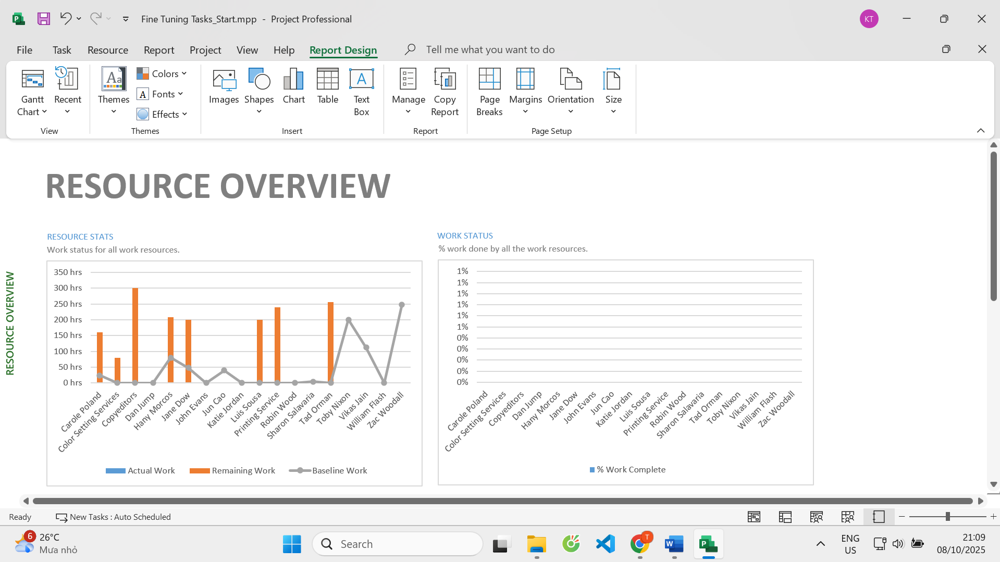 Fine Tuning Tasks_Start.mpp - Project Professional
KT
File Task Resource Report Project View Help Report Design Tell me what you want to do
Gantt Chart
Recent
Themes
Colors
Fonts
Effects
Images
Shapes
Chart
Table
Text Box
Manage
Copy Report
Page Breaks
Margins
Orientation
Size
View Themes Insert Report Page Setup
RESOURCE OVERVIEW
RESOURCE OVERVIEW
RESOURCE STATS
Work status for all work resources.
350 hrs
300 hrs
250 hrs
200 hrs
150 hrs
100 hrs
50 hrs
0 hrs
Carole Poland
Color Setting Services
Copyeditors
Dan Jump
Hany Morcos
Jane Dow
John Evans
Jun Cao
Katie Jordan
Luis Sousa
Printing Service
Robin Wood
Sharon Salavaria
Tad Orman
Toby Nixon
Vikas Jain
William Flash
Zac Woodall
Actual Work Remaining Work Baseline Work
WORK STATUS
% work done by all the work resources.
1%
1%
1%
1%
1%
1%
0%
0%
0%
0%
0%
Carole Poland
Color Setting Services
Copyeditors
Dan Jump
Hany Morcos
Jane Dow
John Evans
Jun Cao
Katie Jordan
Luis Sousa
Printing Service
Robin Wood
Sharon Salavaria
Tad Orman
Toby Nixon
Vikas Jain
William Flash
Zac Woodall
% Work Complete
Ready New Tasks : Auto Scheduled
6
26°C
Mưa nhỏ
Search
T
ENG
US
21:09
08/10/2025